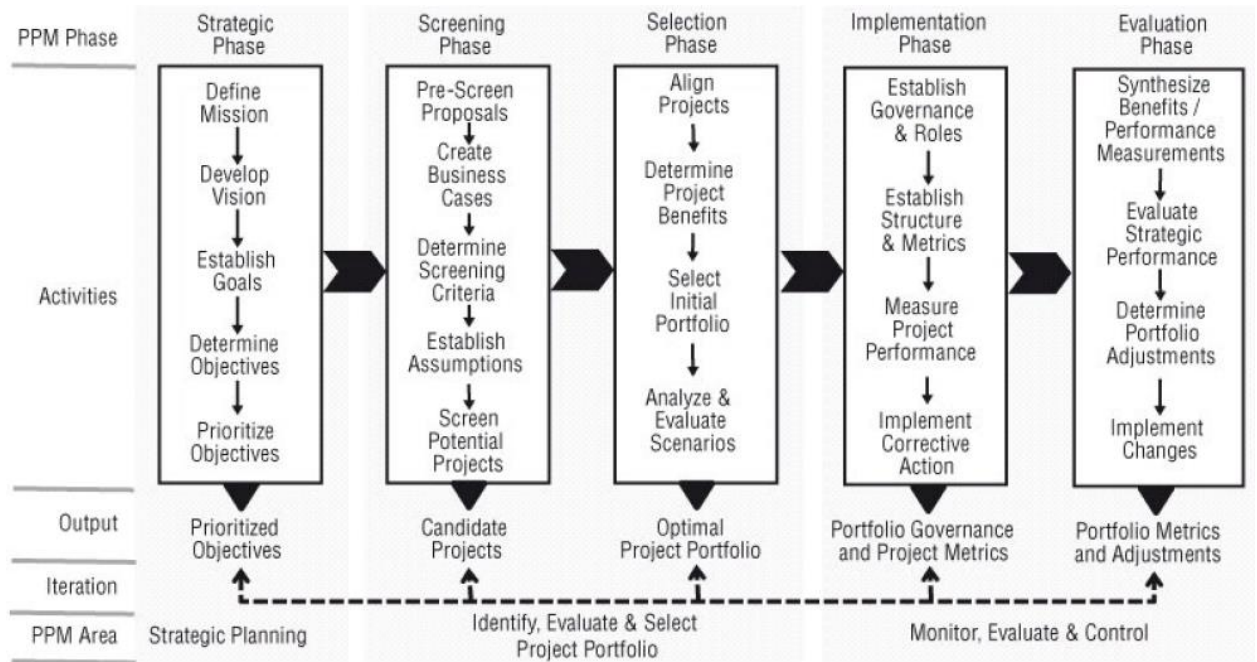 PPM Phase
Strategic
Phase
Screening
Phase
Selection
Phase
Implementation
Phase
Evaluation
Phase
Activities
Define
Mission
Develop
Vision
Establish
Goals
Determine
Objectives
Prioritize
Objectives
Pre-Screen
Proposals
Create
Business
Cases
Determine
Screening
Criteria
Establish
Assumptions
Screen
Potential
Projects
Align
Projects
Determine
Project
Benefits
Select
Initial
Portfolio
Analyze &
Evaluate
Scenarios
Establish
Governance
& Roles
Establish
Structure
& Metrics
Measure
Project
Performance
Implement
Corrective
Action
Synthesize
Benefits /
Performance
Measurements
Evaluate
Strategic
Performance
Determine
Portfolio
Adjustments
Implement
Changes
Output
Prioritized
Objectives
Candidate
Projects
Optimal
Project Portfolio
Portfolio Governance
and Project Metrics
Portfolio Metrics
and Adjustments
Iteration
PPM Area
Strategic Planning
Identify, Evaluate & Select
Project Portfolio
Monitor, Evaluate & Control